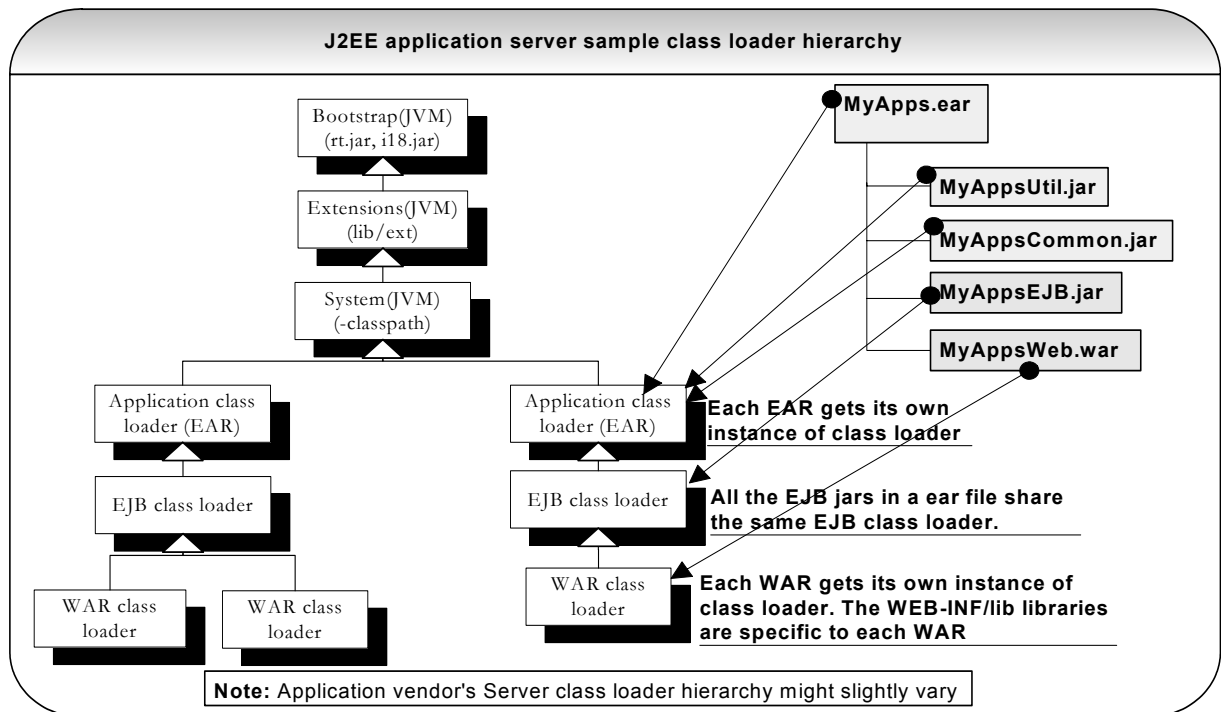 J2EE application server sample class loader hierarchy
Bootstrap(JVM)
(rt.jar, i18.jar)
Extensions(JVM)
(lib/ext)
System(JVM)
(-classpath)
MyApps.ear
MyAppsUtil.jar
MyAppsCommon.jar
MyAppsEJB.jar
MyAppsWeb.war
Application class
loader (EAR)
Application class
loader (EAR)
Each EAR gets its own
instance of class loader
EJB class loader
EJB class loader
All the EJB jars in a ear file share
the same EJB class loader.
WAR class
loader
WAR class
loader
WAR class
loader
Each WAR gets its own instance of
class loader. The WEB-INF/lib libraries
are specific to each WAR
Note: Application vendor's Server class loader hierarchy might slightly vary